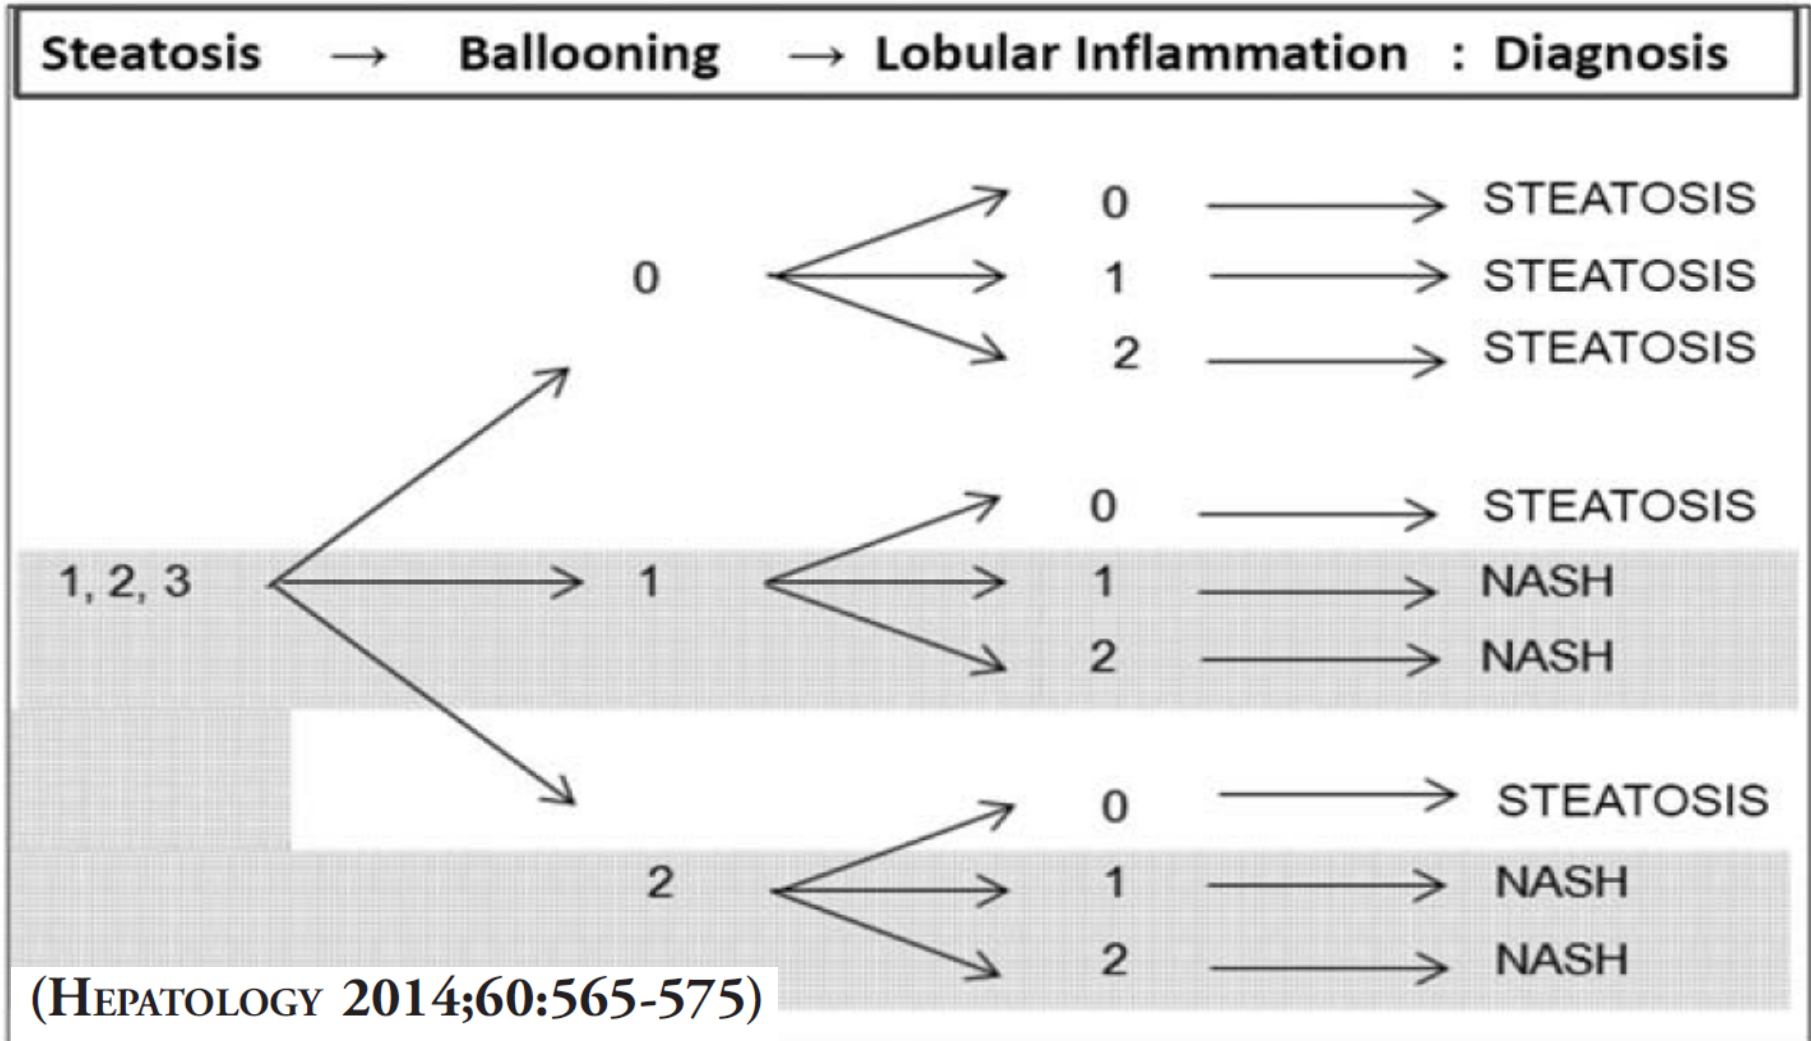 Steatosis → Ballooning → Lobular Inflammation : Diagnosis
0 STEATOSIS
0 1 STEATOSIS
2 STEATOSIS
0 STEATOSIS
1, 2, 3 1 1 NASH
2 NASH
0 STEATOSIS
2 1 NASH
2 NASH
(HEPATOLOGY 2014;60:565-575)